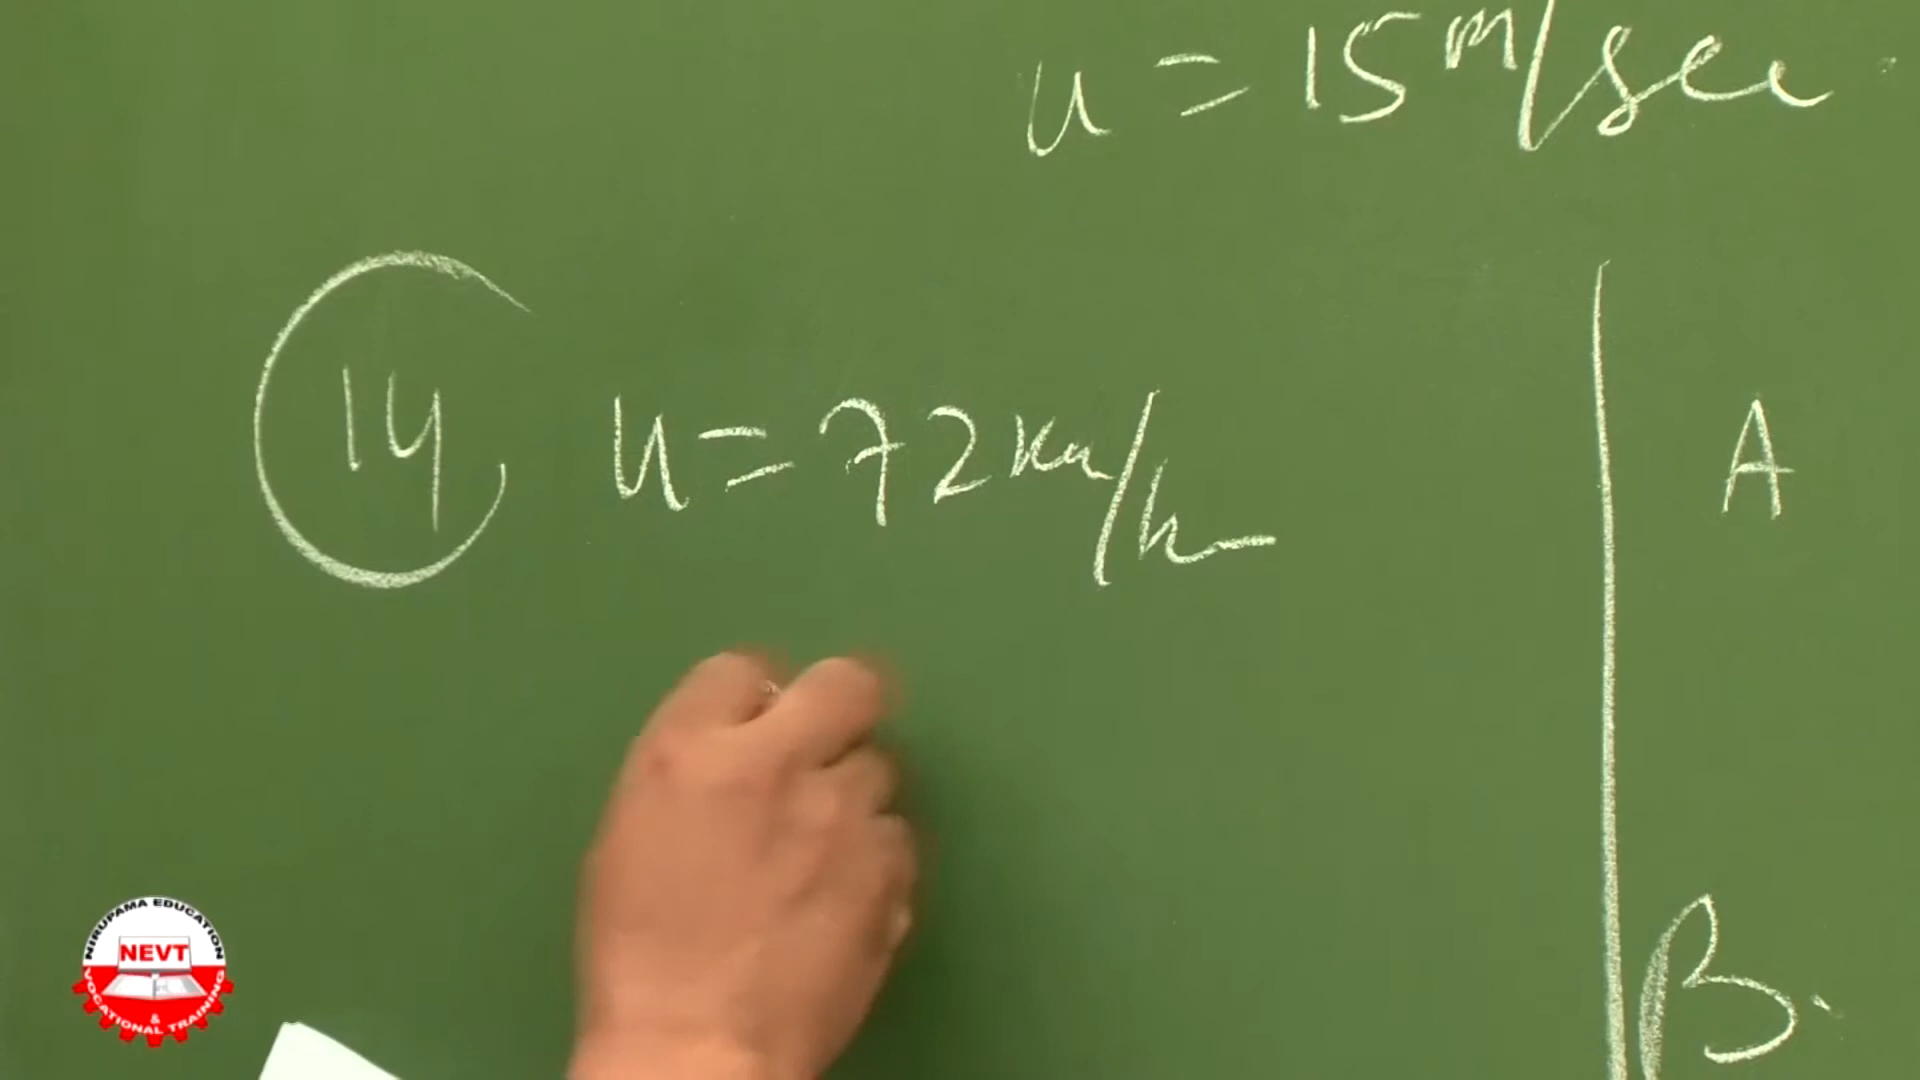 u = 15 m/sec
14 u = 72 km/h
A
B.
NIRUPAMA EDUCATION
NEVT
&
VOCATIONAL TRAINING